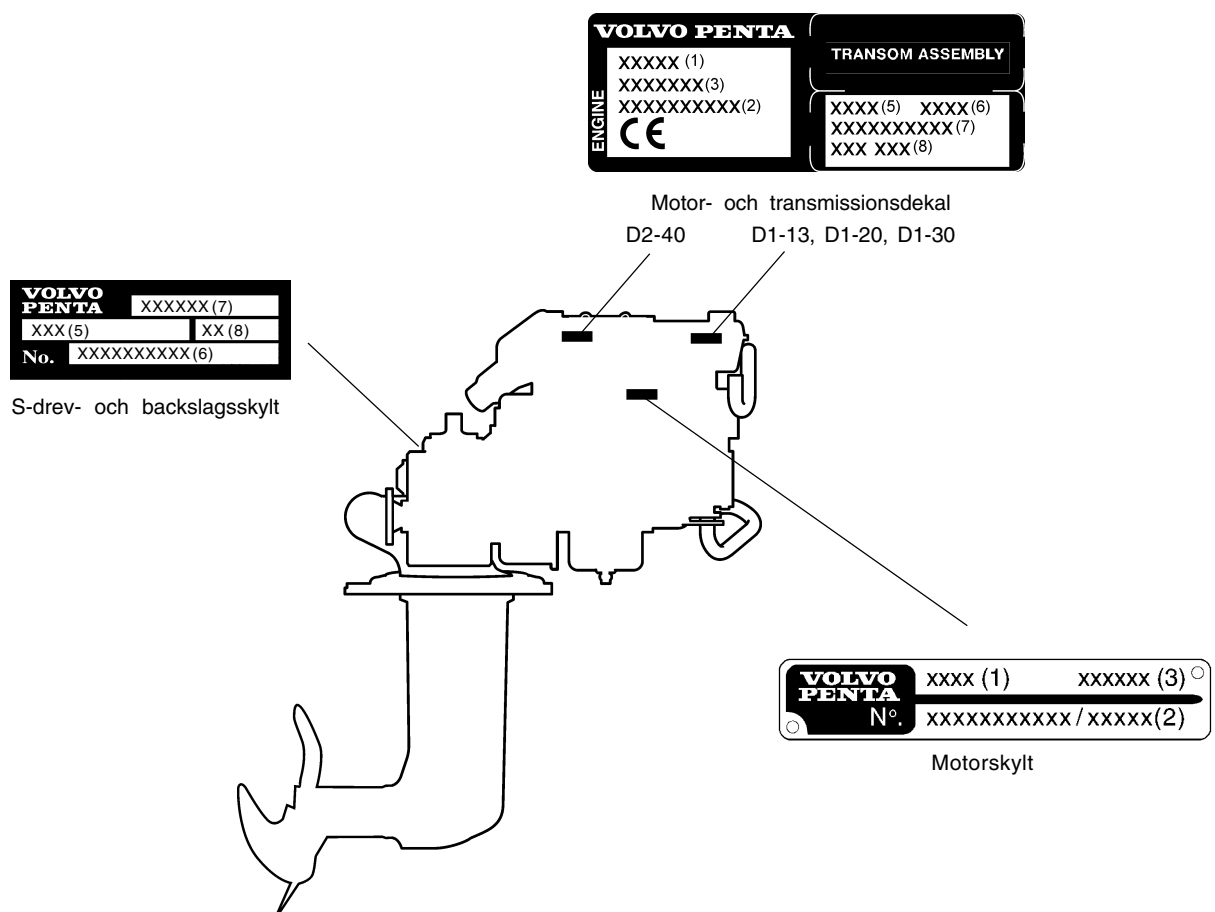 VOLVO PENTA
ENGINE
XXXXX (1)
XXXXXXX(3)
XXXXXXXXXX(2)
CE
TRANSOM ASSEMBLY
XXXX(5) XXXX(6)
XXXXXXXXXX(7)
XXX XXX(8)
Motor- och transmissionsdekal
D2-40 D1-13, D1-20, D1-30
VOLVO
PENTA
XXXXXX(7)
XXX(5) XX(8)
No. XXXXXXXXXX(6)
S-drev- och backslagsskylt
VOLVO
PENTA
xxxx (1) xxxxxx (3)
Nº. xxxxxxxxxxx/xxxxx(2)
Motorskylt